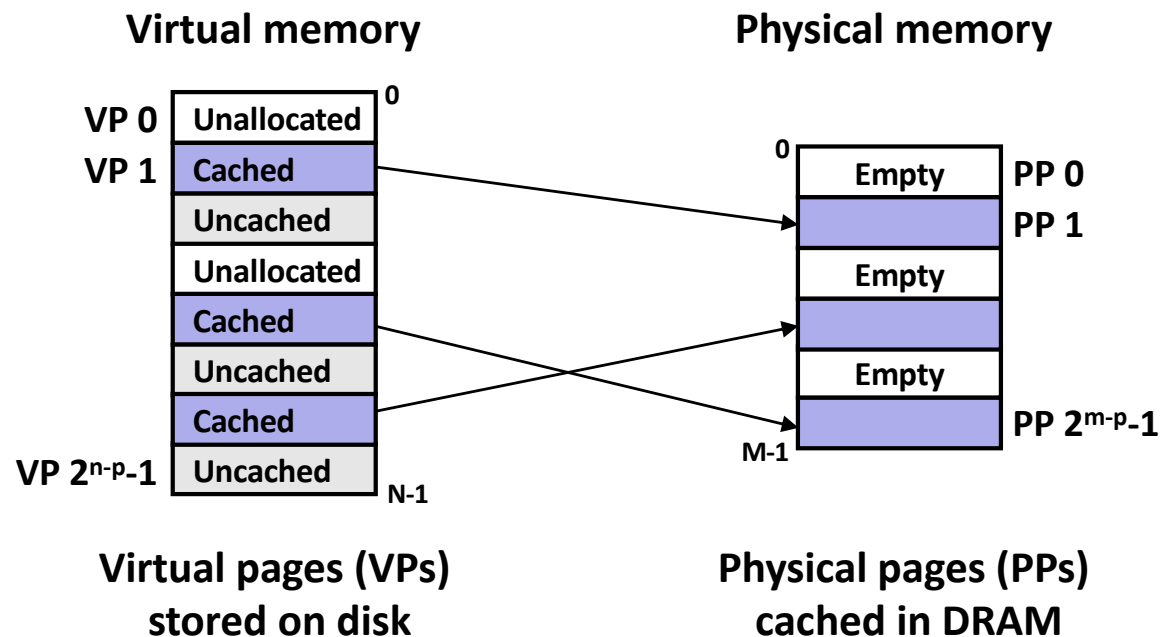 Virtual memory
Physical memory
0
VP 0
Unallocated
VP 1
Cached
Uncached
Unallocated
Cached
Uncached
Cached
VP 2ⁿ⁻ᵖ-1
Uncached
N-1
0
Empty
PP 0
PP 1
Empty
Empty
PP 2ᵐ⁻ᵖ-1
M-1
Virtual pages (VPs)
stored on disk
Physical pages (PPs)
cached in DRAM